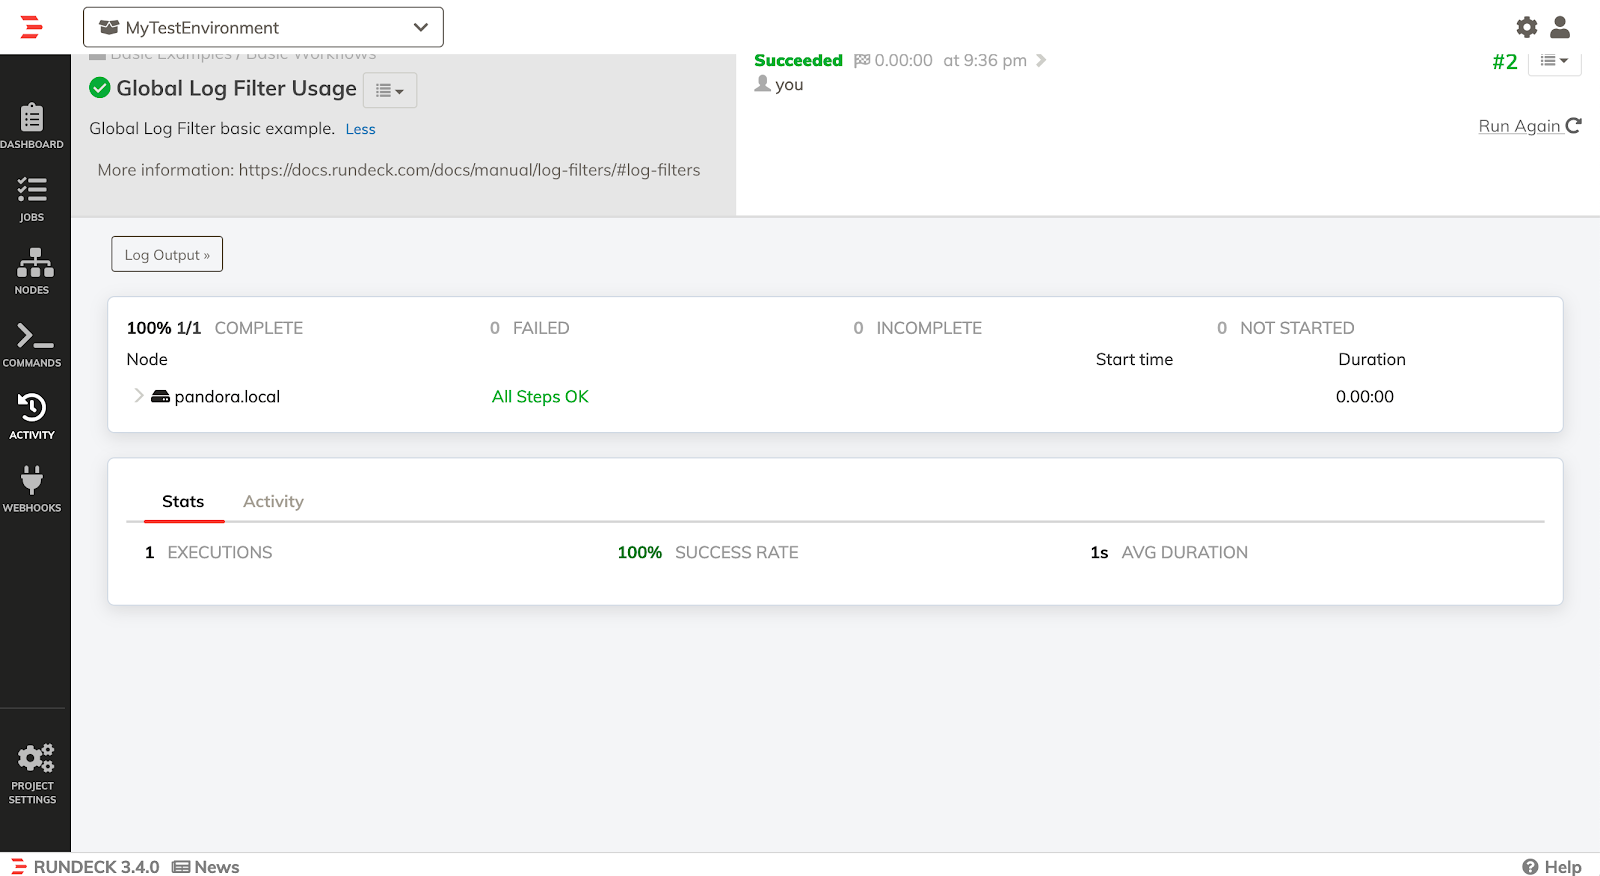 MyTestEnvironment
Basic Examples / Basic Workflows
Global Log Filter Usage
Global Log Filter basic example. Less
More information: https://docs.rundeck.com/docs/manual/log-filters/#log-filters
Succeeded 0.00:00 at 9:36 pm
you
#2
Run Again
DASHBOARD
JOBS
NODES
COMMANDS
ACTIVITY
WEBHOOKS
PROJECT
SETTINGS
Log Output »
100% 1/1 COMPLETE 0 FAILED 0 INCOMPLETE 0 NOT STARTED
Node Start time Duration
pandora.local All Steps OK 0.00:00
Stats Activity
1 EXECUTIONS 100% SUCCESS RATE 1s AVG DURATION
RUNDECK 3.4.0 News Help